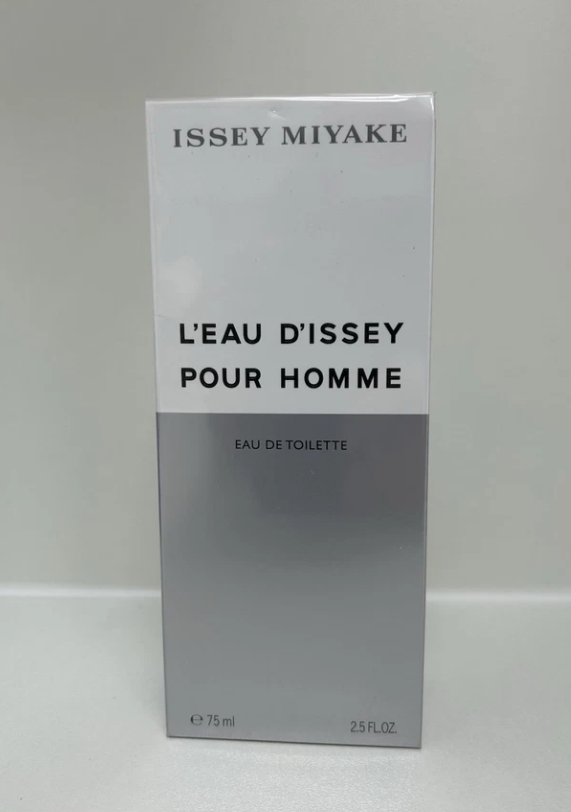 ISSEY MIYAKE
L'EAU D'ISSEY
POUR HOMME
EAU DE TOILETTE
℮ 75 ml
2.5 FL.OZ.